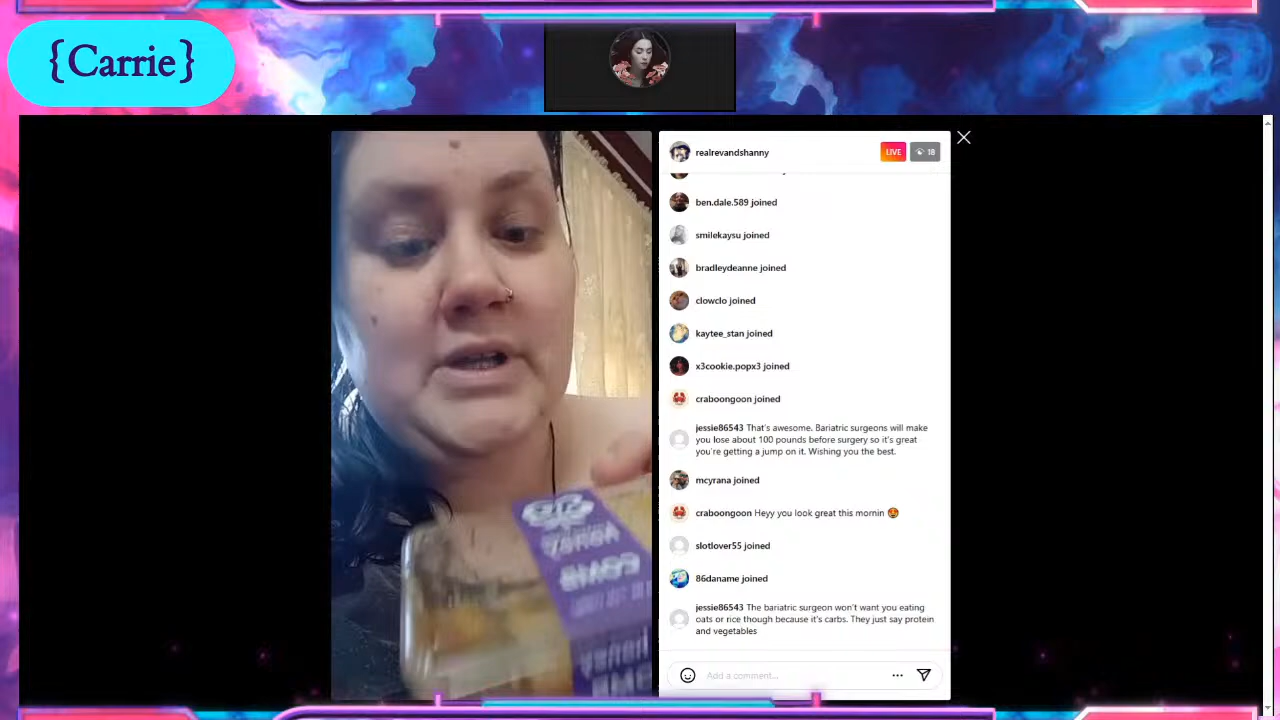 {Carrie}
realrevandshanny
LIVE
18
ben.dale.589 joined
smilekaysu joined
bradleydeanne joined
clowclo joined
kaytee_stan joined
x3cookie.popx3 joined
craboongoon joined
jessie86543 That's awesome. Bariatric surgeons will make
you lose about 100 pounds before surgery so it's great
you're getting a jump on it. Wishing you the best.
mcyrana joined
craboongoon Heyy you look great this mornin 🥰
slotlover55 joined
86daname joined
jessie86543 The bariatric surgeon won't want you eating
oats or rice though because it's carbs. They just say protein
and vegetables
Add a comment...